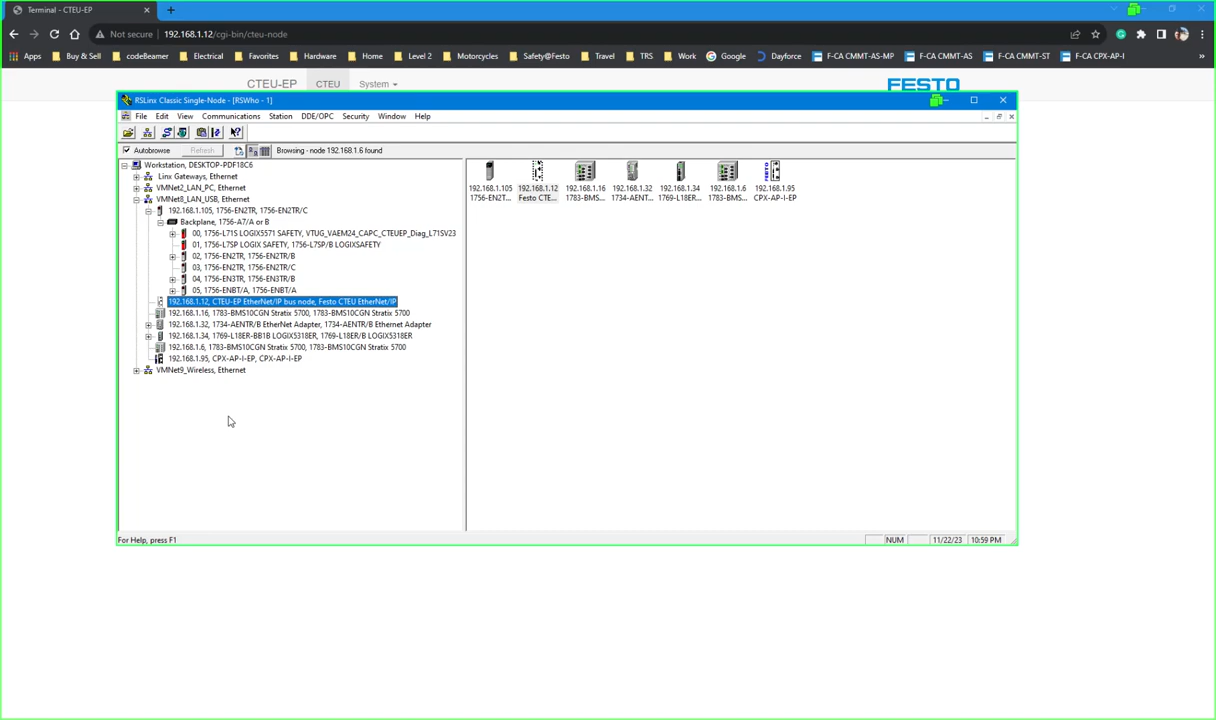 Terminal - CTEU-EP
Not secure
192.168.1.12/cgi-bin/cteu-node
Apps
Buy & Sell
codeBeamer
Electrical
Favorites
Hardware
Home
Level 2
Motorcycles
Safety@Festo
Travel
TRS
Work
Google
Dayforce
F-CA CMMT-AS-MP
F-CA CMMT-AS
F-CA CMMT-ST
F-CA CPX-AP-I
»
CTEU-EP
CTEU
System
FESTO
RSLinx Classic Single-Node - [RSWho - 1]
File
Edit
View
Communications
Station
DDE/OPC
Security
Window
Help
Autobrowse
Refresh
Browsing - node 192.168.1.6 found
Workstation, DESKTOP-PDF18C6
Linx Gateways, Ethernet
VMNet2_LAN_PC, Ethernet
VMNet8_LAN_USB, Ethernet
192.168.1.105, 1756-EN2TR, 1756-EN2TR/C
Backplane, 1756-A7/A or B
00, 1756-L71S LOGIX5571 SAFETY, VTUG_VAEM24_CAPC_CTEUEP_Diag_L71SV23
01, 1756-L7SP LOGIX SAFETY, 1756-L7SP/B LOGIXSAFETY
02, 1756-EN2TR, 1756-EN2TR/B
03, 1756-EN2TR, 1756-EN2TR/C
04, 1756-EN3TR, 1756-EN3TR/B
05, 1756-ENBT/A, 1756-ENBT/A
192.168.1.12, CTEU-EP EtherNet/IP bus node, Festo CTEU EtherNet/IP
192.168.1.16, 1783-BMS10CGN Stratix 5700, 1783-BMS10CGN Stratix 5700
192.168.1.32, 1734-AENTR/B EtherNet Adapter, 1734-AENTR/B Ethernet Adapter
192.168.1.34, 1769-L18ER-BB1B LOGIX5318ER, 1769-L18ER/B LOGIX5318ER
192.168.1.6, 1783-BMS10CGN Stratix 5700, 1783-BMS10CGN Stratix 5700
192.168.1.95, CPX-AP-I-EP, CPX-AP-I-EP
VMNet9_Wireless, Ethernet
192.168.1.105
1756-EN2T...
192.168.1.12
Festo CTE...
192.168.1.16
1783-BMS...
192.168.1.32
1734-AENT...
192.168.1.34
1769-L18ER...
192.168.1.6
1783-BMS...
FESTO
192.168.1.95
CPX-AP-I-EP
For Help, press F1
NUM
11/22/23
10:59 PM